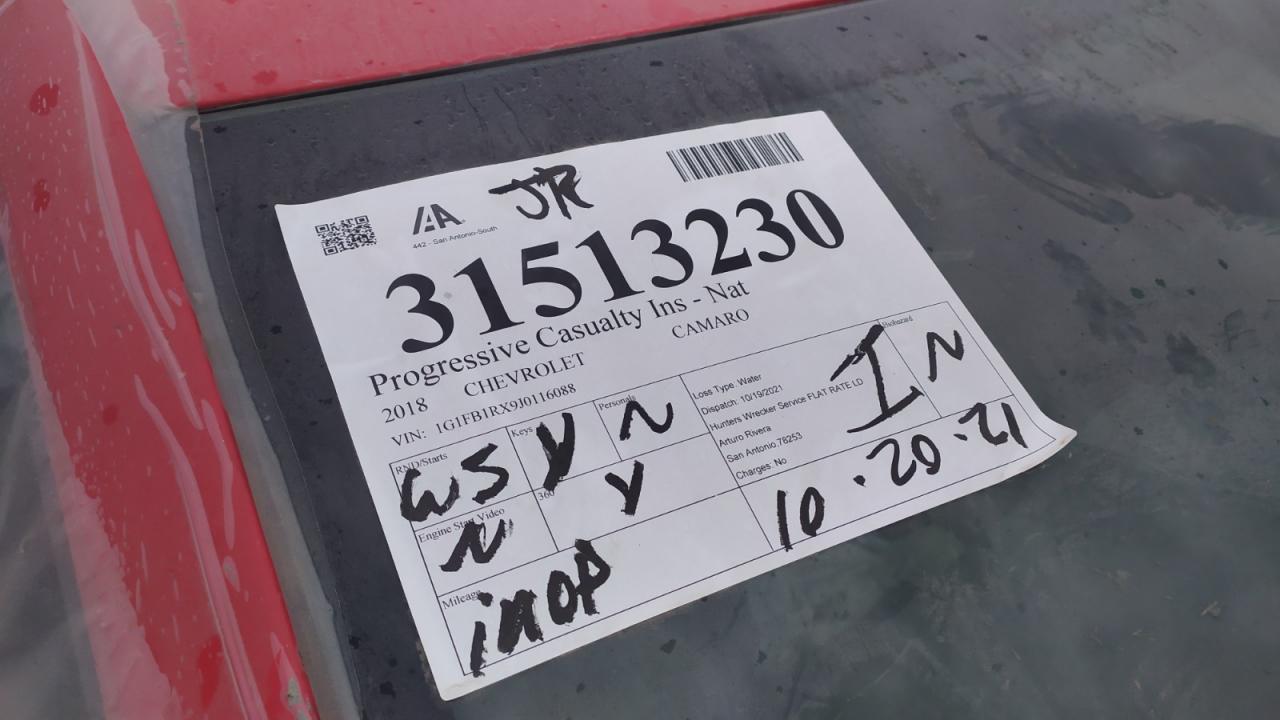 IAA JR
442 - San Antonio-South
31513230
Progressive Casualty Ins - Nat
2018 CHEVROLET CAMARO
VIN: 1G1FB1RX9J0116088
RND/Starts WS
Keys Y
Personals N
Loss Type: Water
Dispatch: 10/19/2021
Hunters Wrecker Service FLAT RATE LD
Arturo Rivera
San Antonio 78253
Charges: No
I
Biohazard N
Engine Start Video N
360 Y
10.20.21
Mileage inop